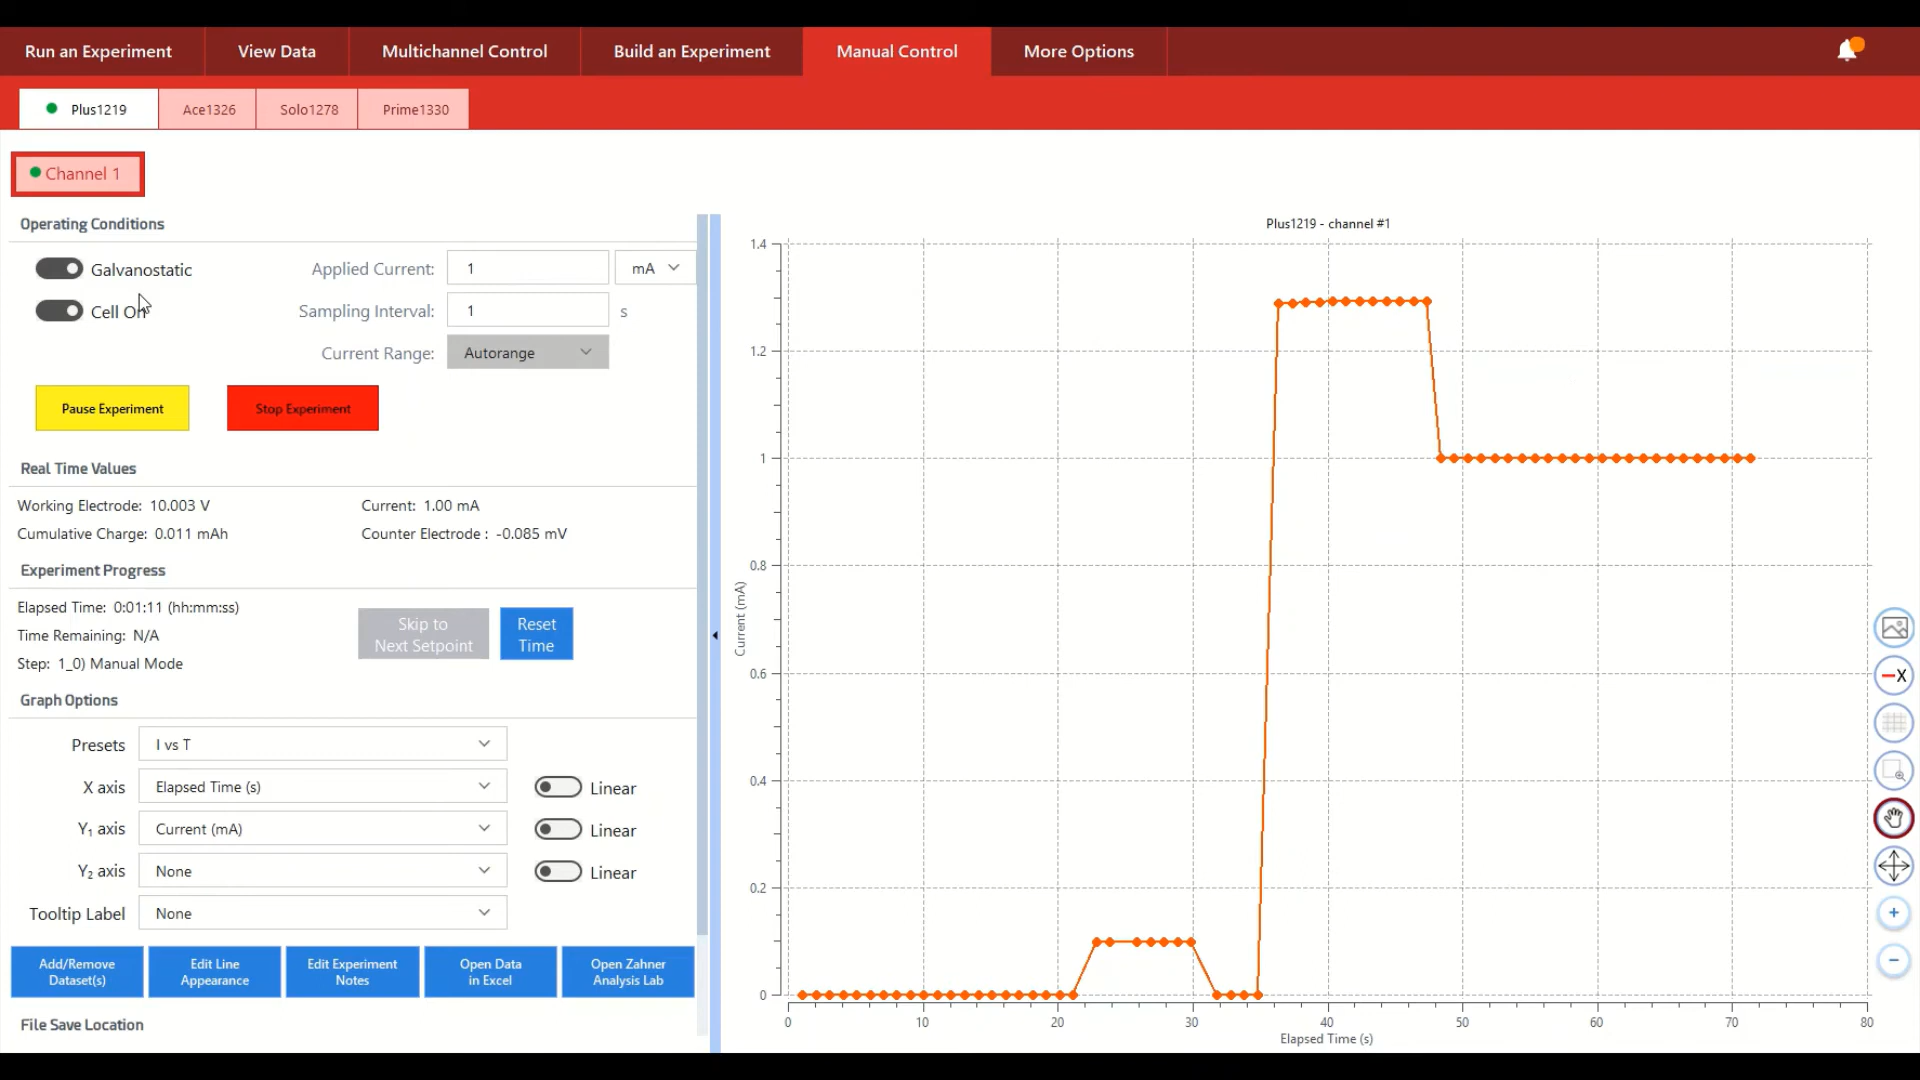 Run an Experiment
View Data
Multichannel Control
Build an Experiment
Manual Control
More Options
Plus1219
Ace1326
Solo1278
Prime1330
Channel 1
Operating Conditions
Galvanostatic
Applied Current: 1 mA
Cell On
Sampling Interval: 1 s
Current Range: Autorange
Pause Experiment
Stop Experiment
Real Time Values
Working Electrode: 10.003 V
Current: 1.00 mA
Cumulative Charge: 0.011 mAh
Counter Electrode : -0.085 mV
Experiment Progress
Elapsed Time: 0:01:11 (hh:mm:ss)
Time Remaining: N/A
Step: 1_0) Manual Mode
Skip to
Next Setpoint
Reset
Time
Graph Options
Presets I vs T
X axis Elapsed Time (s) Linear
Y₁ axis Current (mA) Linear
Y₂ axis None Linear
Tooltip Label None
Add/Remove
Dataset(s)
Edit Line
Appearance
Edit Experiment
Notes
Open Data
in Excel
Open Zahner
Analysis Lab
File Save Location
Plus1219 - channel #1
1.4
1.2
1
0.8
0.6
0.4
0.2
0
Current (mA)
0 10 20 30 40 50 60 70 80
Elapsed Time (s)
X